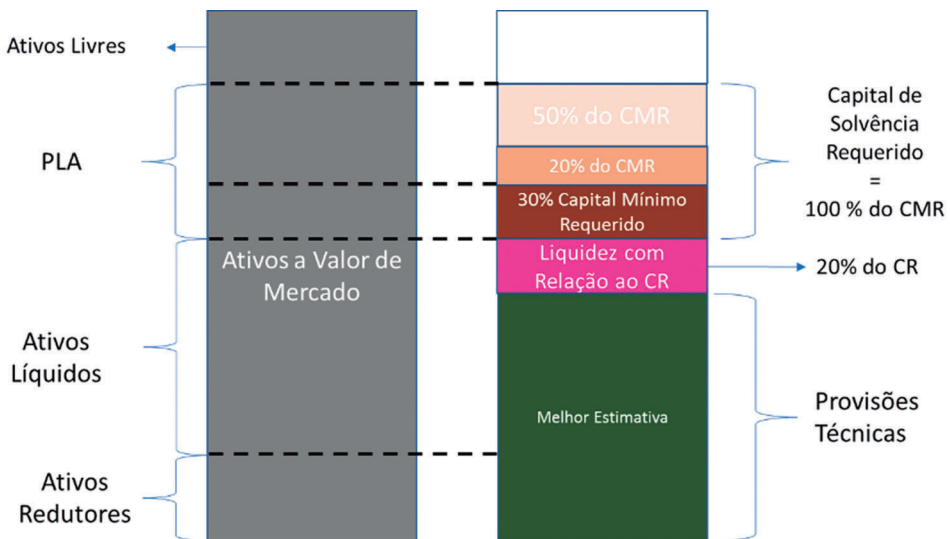 Ativos Livres
PLA
Ativos
Líquidos
Ativos
Redutores
Ativos a Valor de
Mercado
50% do CMR
20% do CMR
30% Capital Mínimo
Requerido
Liquidez com
Relação ao CR
Melhor Estimativa
Capital de
Solvência
Requerido
=
100 % do CMR
20% do CR
Provisões
Técnicas